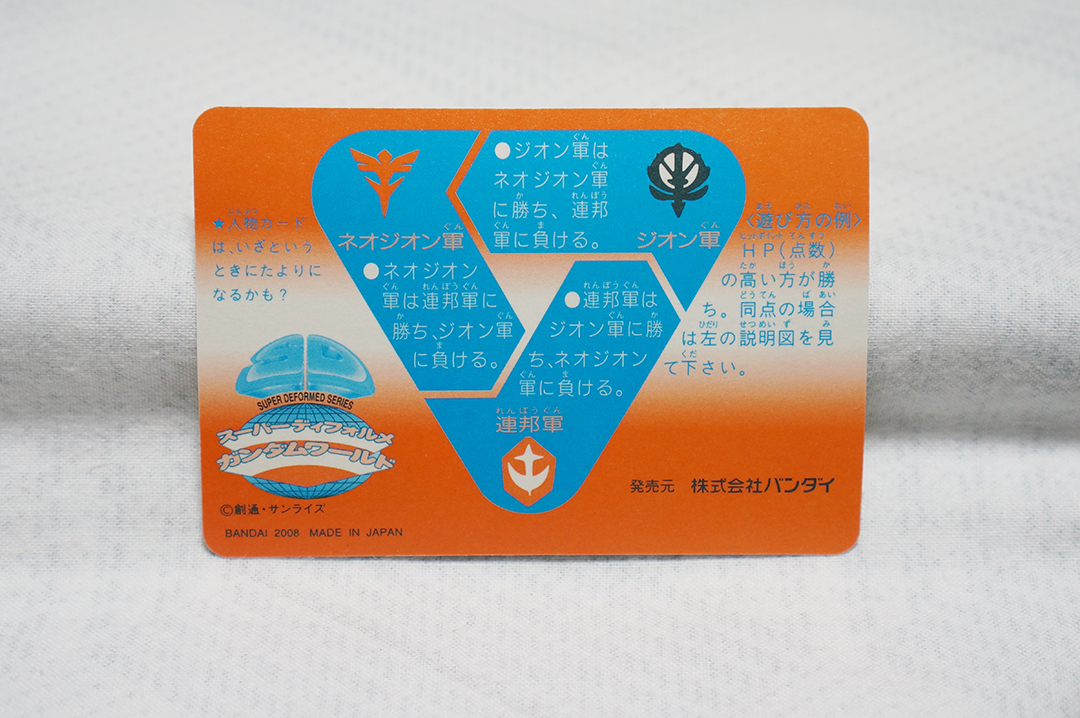 ★人物カード
は、いざという
ときにたよりに
なるかも?
ネオジオン軍
●ネオジオン
軍は連邦軍に
勝ち、ジオン軍
に負ける。
●ジオン軍は
ネオジオン軍
に勝ち、連邦
軍に負ける。
ジオン軍
●連邦軍は
ジオン軍に勝
ち、ネオジオン
軍に負ける。
連邦軍
〈遊び方の例〉
HP(点数)
の高い方が勝
ち。同点の場合
は左の説明図を見
て下さい。
SUPER DEFORMED SERIES
スーパーディフォルメ
ガンダムワールド
©創通・サンライズ
BANDAI 2008 MADE IN JAPAN
発売元 株式会社バンダイ